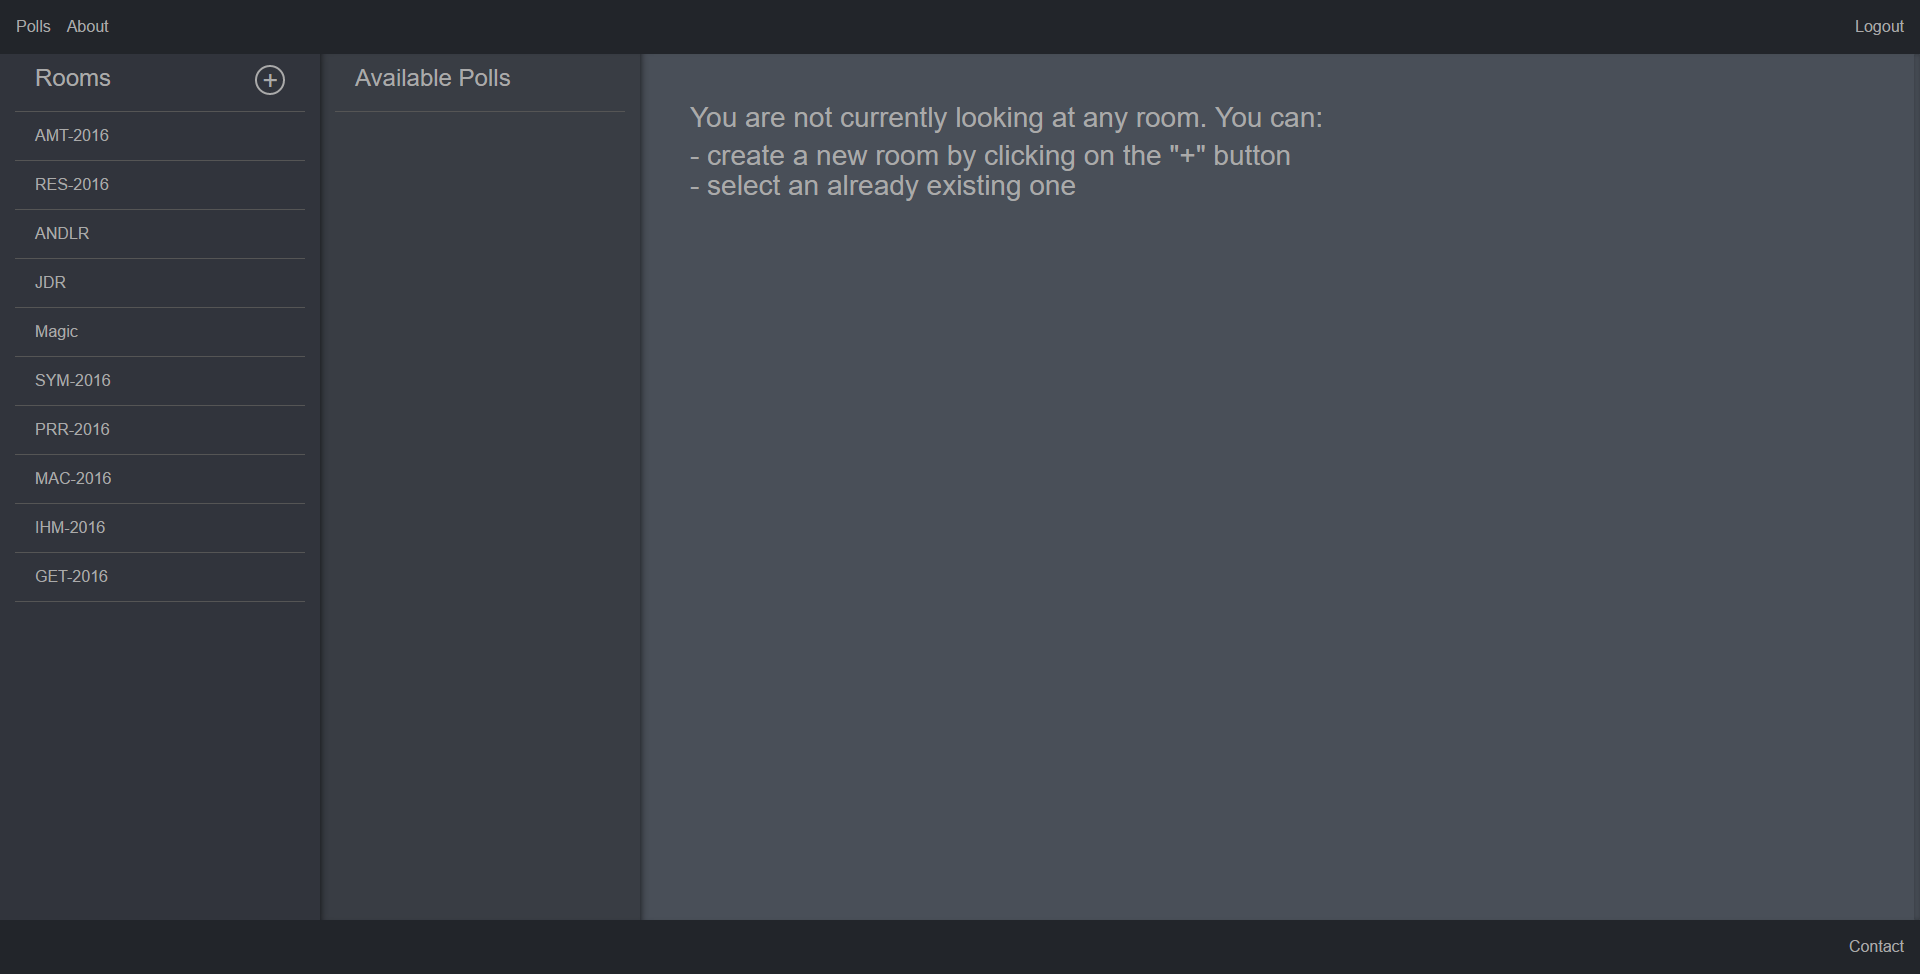 Polls About Logout
Rooms
AMT-2016
RES-2016
ANDLR
JDR
Magic
SYM-2016
PRR-2016
MAC-2016
IHM-2016
GET-2016
Available Polls
You are not currently looking at any room. You can:
- create a new room by clicking on the "+" button
- select an already existing one
Contact